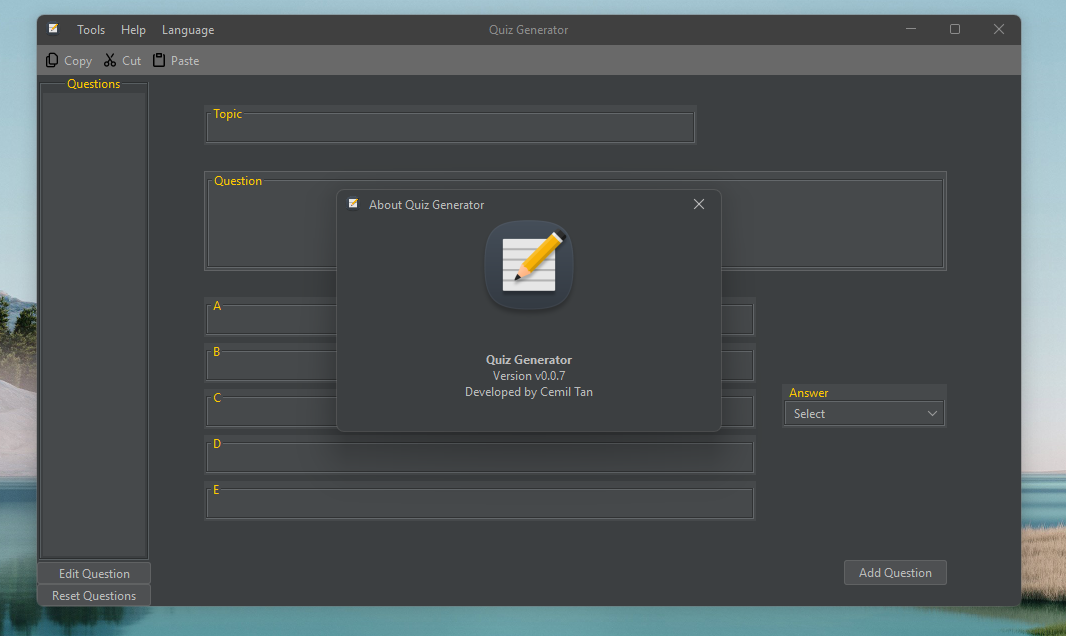 Tools Help Language Quiz Generator
Copy Cut Paste
Questions
Topic
Question
About Quiz Generator
Quiz Generator
Version v0.0.7
Developed by Cemil Tan
A
B
C
D
E
Answer
Select
Edit Question
Reset Questions
Add Question